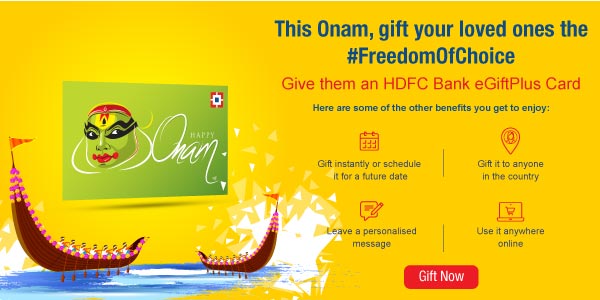 This Onam, gift your loved ones the
#FreedomOfChoice
Give them an HDFC Bank eGiftPlus Card
Here are some of the other benefits you get to enjoy:
HAPPY
Onam
Gift instantly or schedule
it for a future date
Gift it to anyone
in the country
Leave a personalised
message
Use it anywhere
online
Gift Now